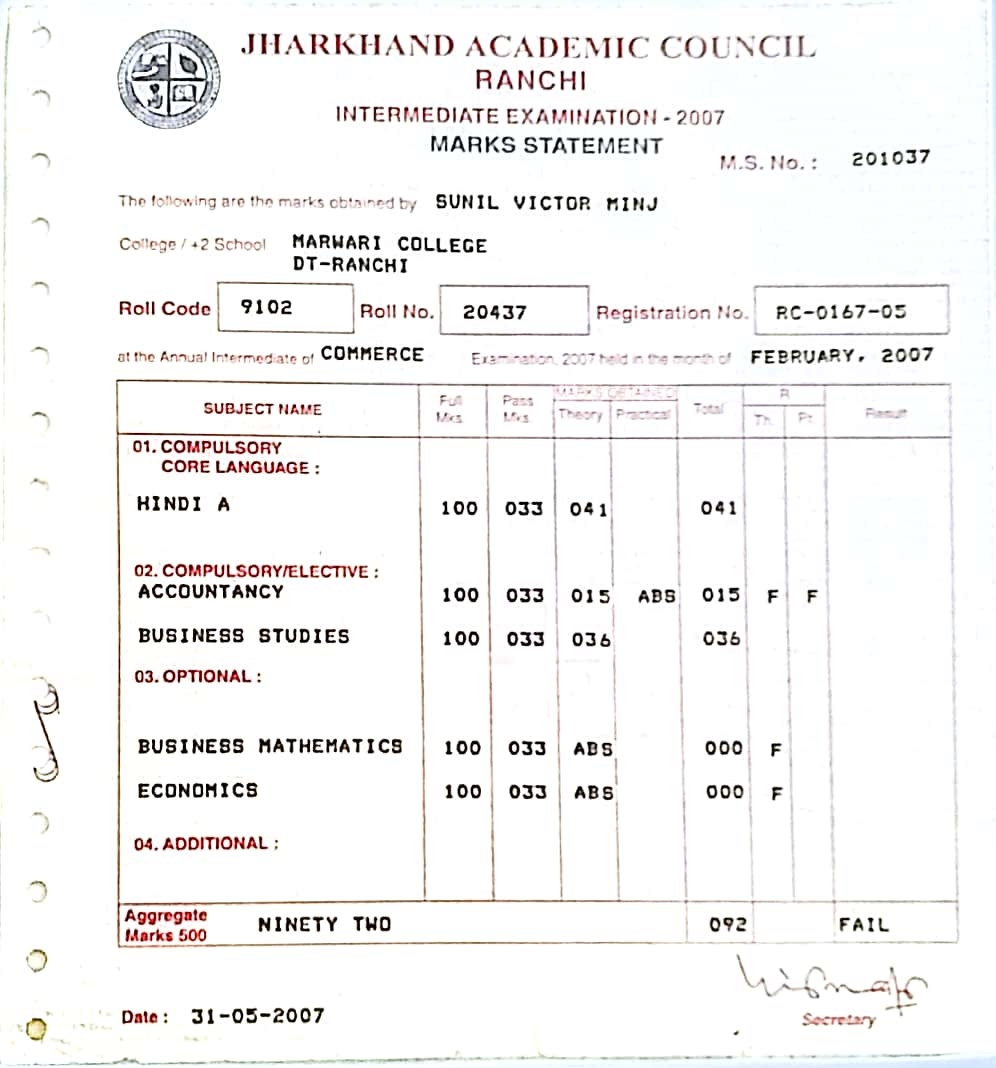 JHARKHAND ACADEMIC COUNCIL
RANCHI
INTERMEDIATE EXAMINATION - 2007
MARKS STATEMENT
M.S. No. : 201037
The following are the marks obtained by SUNIL VICTOR MINJ
College / +2 School MARWARI COLLEGE
DT-RANCHI
Roll Code 9102 Roll No. 20437 Registration No. RC-0167-05
at the Annual Intermediate of COMMERCE Examination, 2007 held in the month of FEBRUARY, 2007
SUBJECT NAME Full Mks. Pass Mks. MARKS OBTAINED Theory Practical Total R Th. Pr. Result
01. COMPULSORY
CORE LANGUAGE :
HINDI A 100 033 041 041
02. COMPULSORY/ELECTIVE :
ACCOUNTANCY 100 033 015 ABS 015 F F
BUSINESS STUDIES 100 033 036 036
03. OPTIONAL :
BUSINESS MATHEMATICS 100 033 ABS 000 F
ECONOMICS 100 033 ABS 000 F
04. ADDITIONAL :
Aggregate
Marks 500 NINETY TWO 092 FAIL
Date : 31-05-2007
Secretary